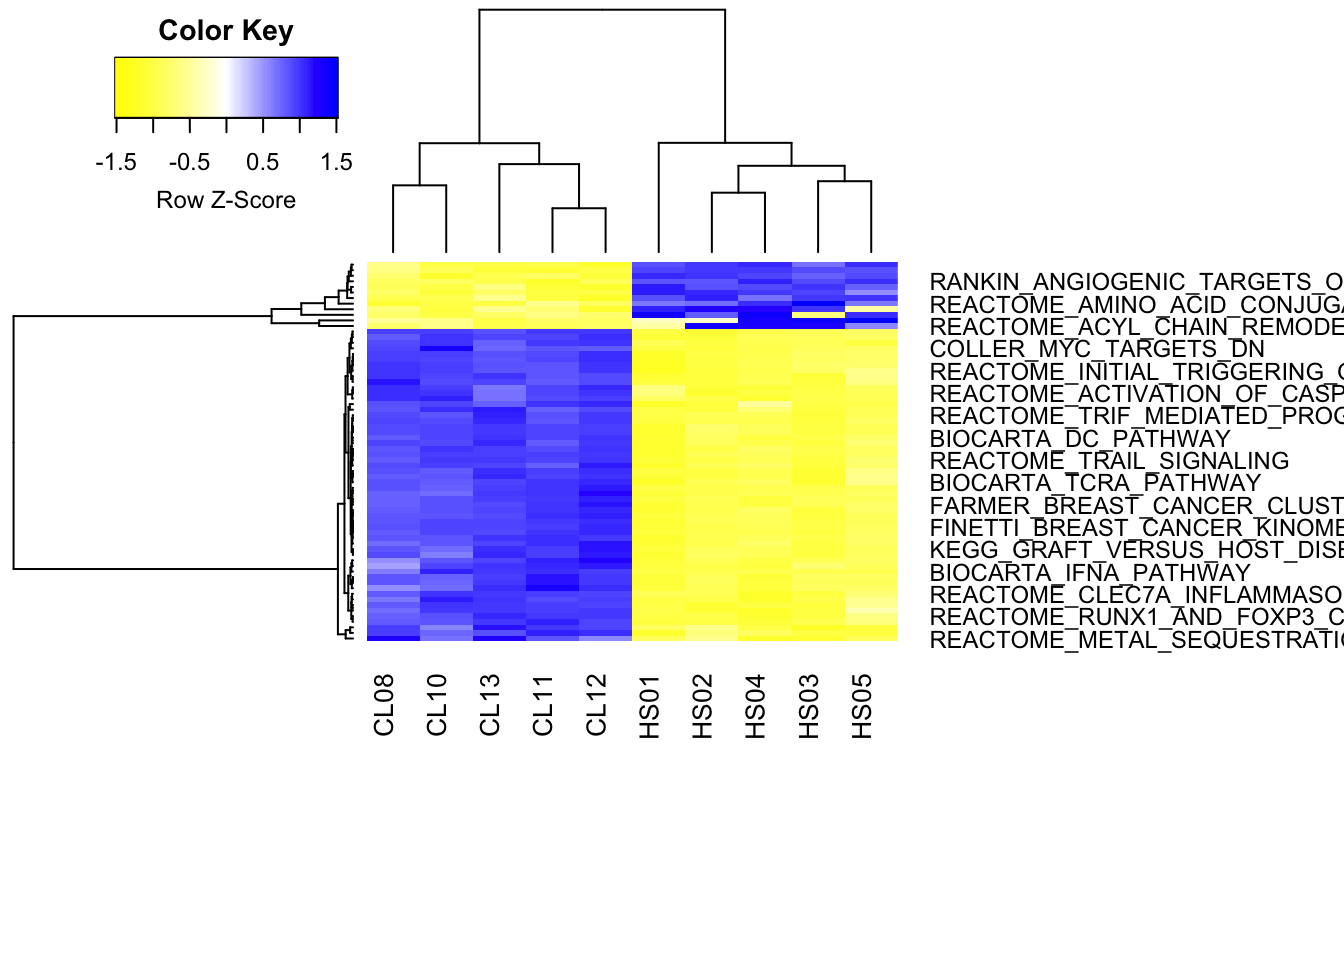 Color Key
-1.5 -0.5 0.5 1.5
Row Z-Score
RANKIN_ANGIOGENIC_TARGETS_O
REACTOME_AMINO_ACID_CONJUGA
REACTOME_ACYL_CHAIN_REMODE
COLLER_MYC_TARGETS_DN
REACTOME_INITIAL_TRIGGERING_
REACTOME_ACTIVATION_OF_CASP
REACTOME_TRIF_MEDIATED_PROG
BIOCARTA_DC_PATHWAY
REACTOME_TRAIL_SIGNALING
BIOCARTA_TCRA_PATHWAY
FARMER_BREAST_CANCER_CLUST
FINETTI_BREAST_CANCER_KINOME
KEGG_GRAFT_VERSUS_HOST_DISE
BIOCARTA_IFNA_PATHWAY
REACTOME_CLEC7A_INFLAMMASO
REACTOME_RUNX1_AND_FOXP3_C
REACTOME_METAL_SEQUESTRATI
CL08 CL10 CL13 CL11 CL12 HS01 HS02 HS04 HS03 HS05